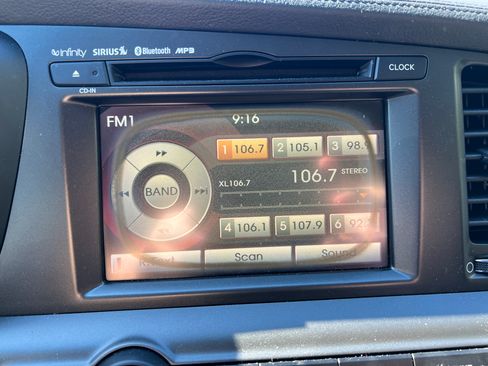 infinity SIRIUS Bluetooth MP3
CD-IN
CLOCK
FM1 9:16
1 106.7 2 105.1 3 98.9
BAND
XL106.7 106.7 STEREO
4 106.1 5 107.9 6
Scan Sound